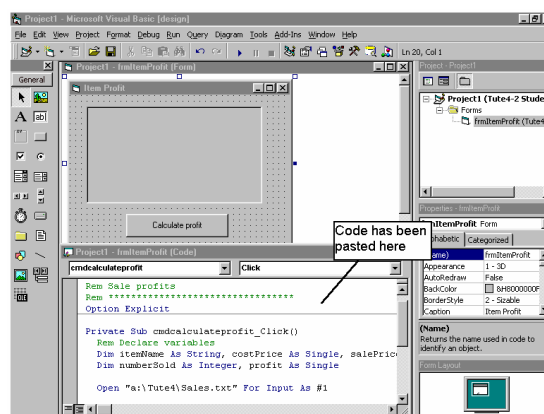 Project1 - Microsoft Visual Basic [design]
File Edit View Project Format Debug Run Query Diagram Tools Add-Ins Window Help
Ln 20, Col 1
General
Project1 - frmItemProfit (Form)
Item Profit
Calculate profit
Code has been
pasted here
Project1 - frmItemProfit (Code)
cmdcalculateprofit
Click
Rem Sale profits
Rem ********************************
Option Explicit
Private Sub cmdcalculateprofit_Click()
Rem Declare variables
Dim itemName As String, costPrice As Single, salePric
Dim numberSold As Integer, profit As Single
Open "a:\Tute4\Sales.txt" For Input As #1
Project - Project1
Project1 (Tute4-2 Stude
Forms
frmItemProfit (Tute4
Properties - frmItemProfit
frmItemProfit Form
Alphabetic
Categorized
(Name) frmItemProfit
Appearance 1 - 3D
AutoRedraw False
BackColor &H8000000F
BorderStyle 2 - Sizable
Caption Item Profit
(Name)
Returns the name used in code to
identify an object.
Form Layout